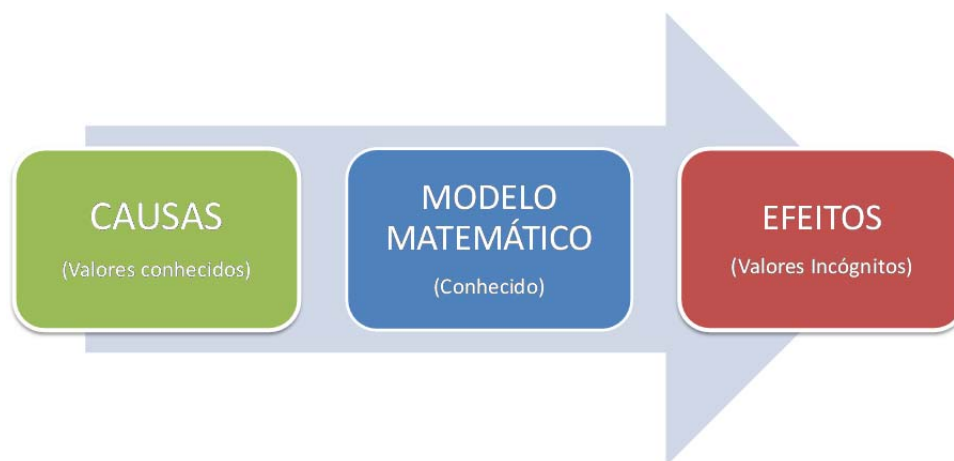 CAUSAS
(Valores conhecidos)
MODELO
MATEMÁTICO
(Conhecido)
EFEITOS
(Valores Incógnitos)